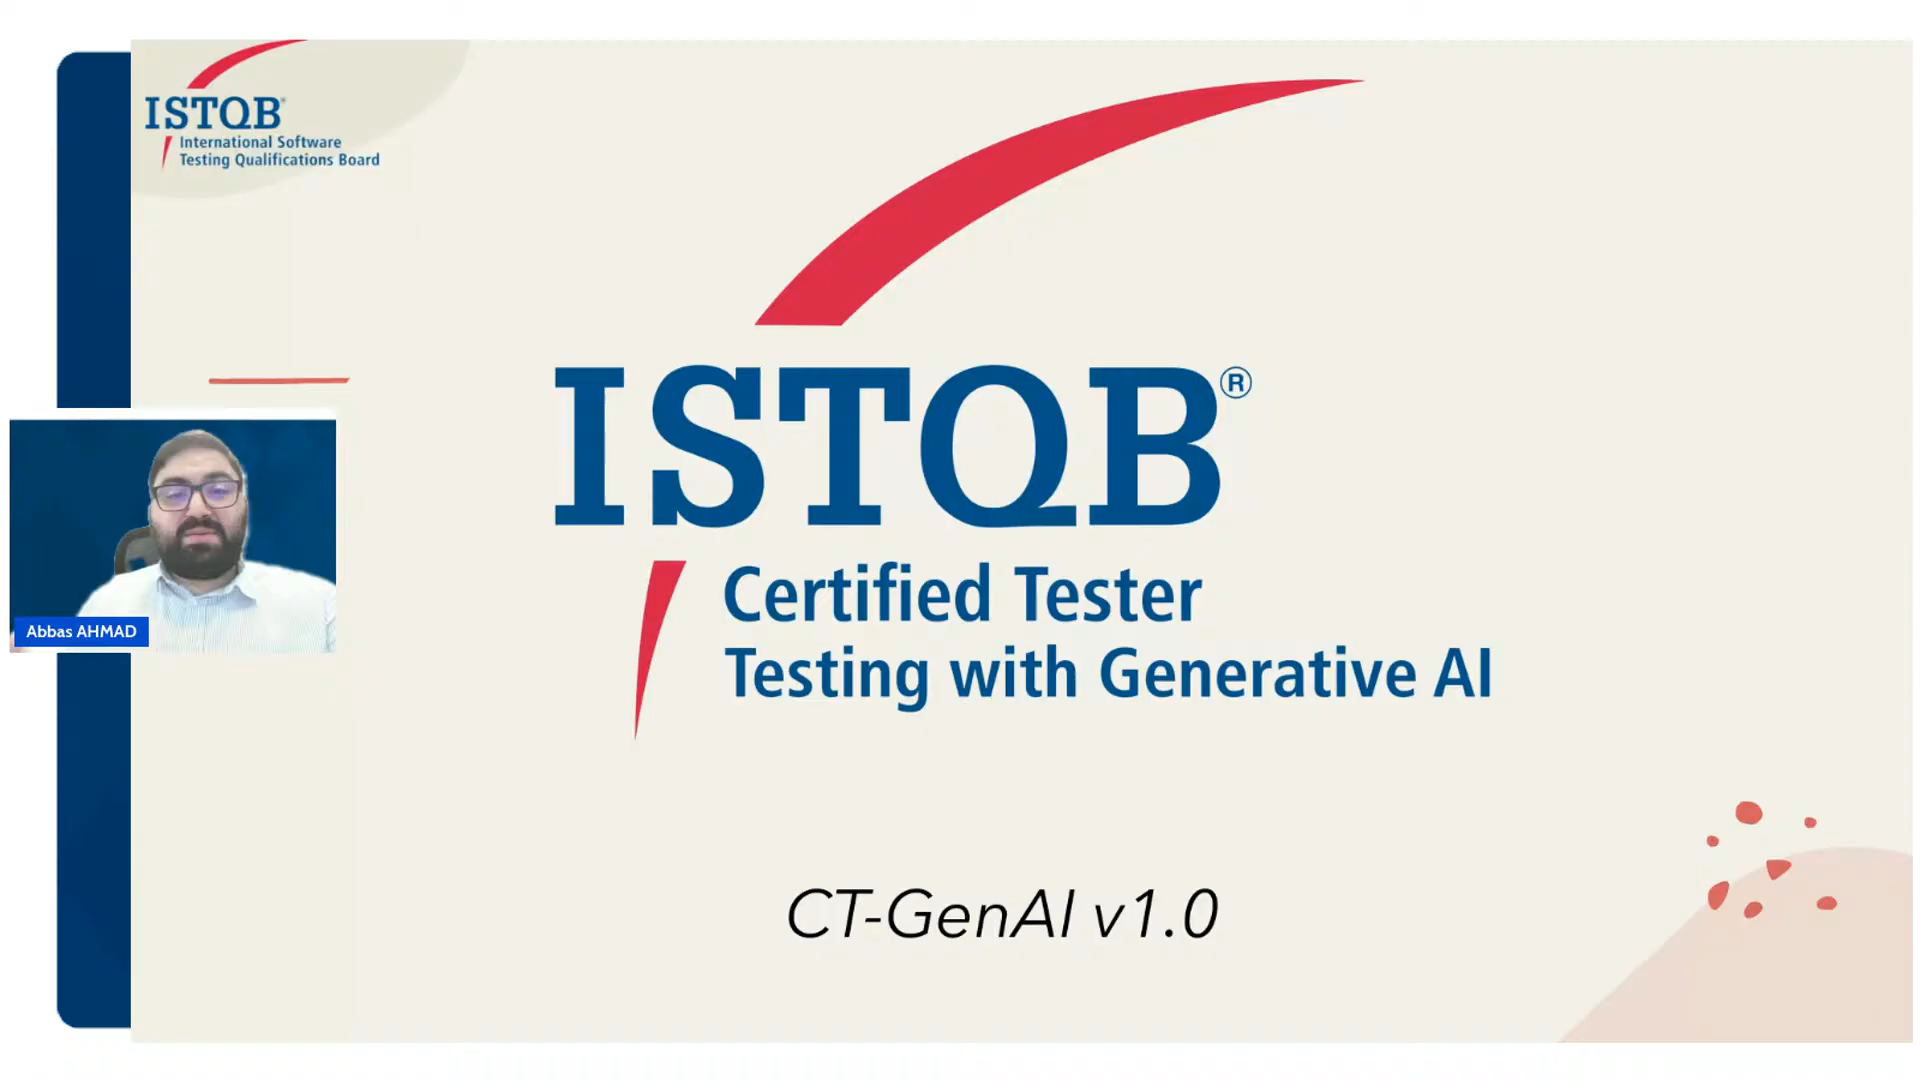 ISTQB®
International Software
Testing Qualifications Board
ISTQB®
Certified Tester
Testing with Generative AI
Abbas AHMAD
CT-GenAI v1.0